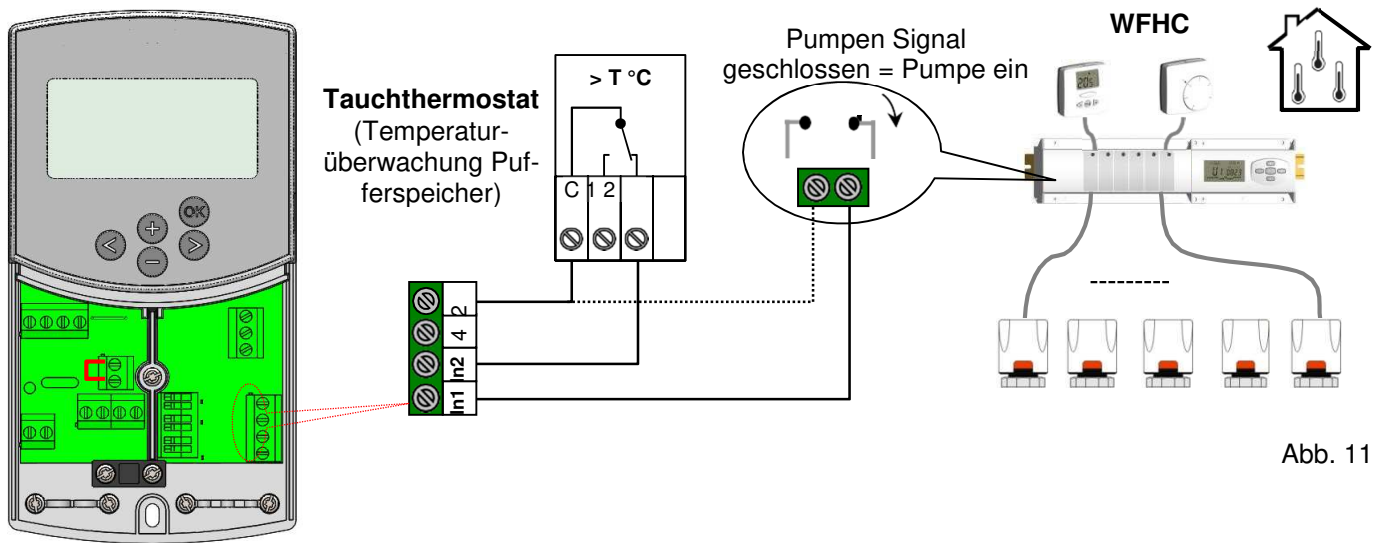 Tauchthermostat
(Temperatur-
überwachung Puf-
ferspeicher)
> T °C
C 1 2
Pumpen Signal
geschlossen = Pumpe ein
WFHC
OK
+
<
>
−
2
4
In2
In1
Abb. 11